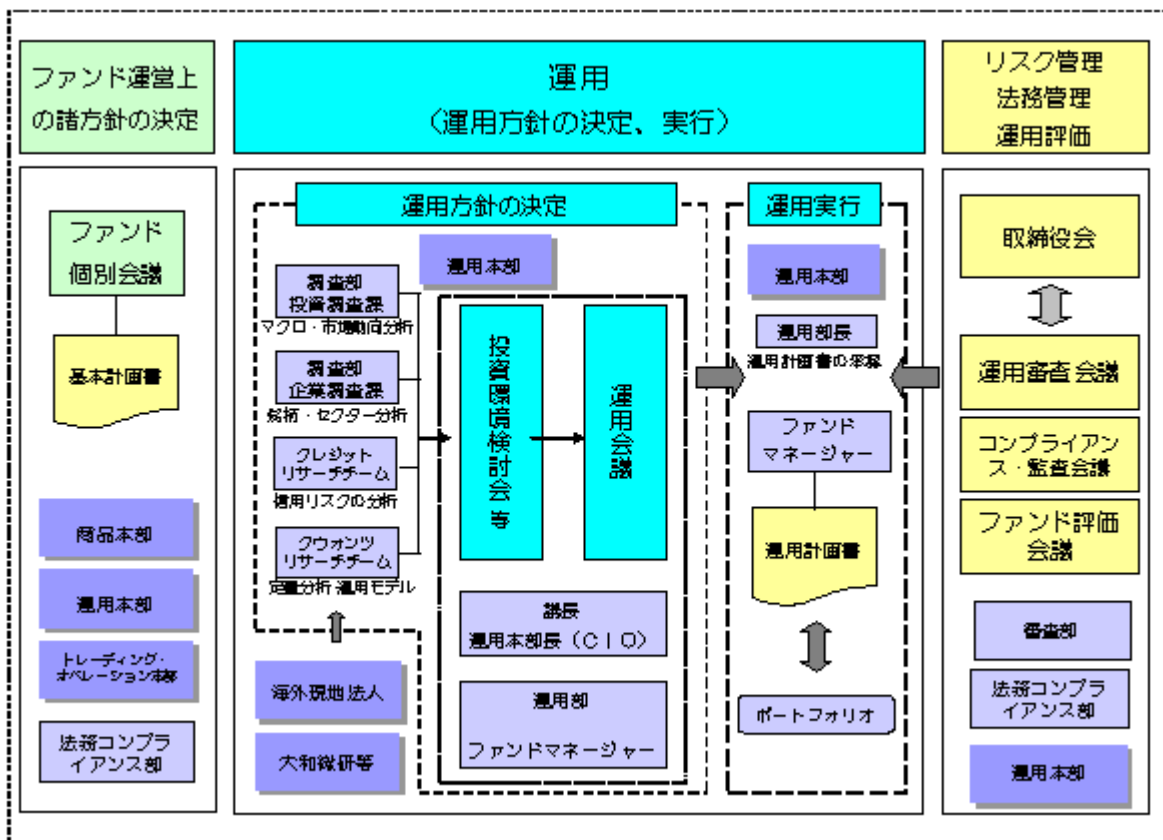 ファンド運営上
の諸方針の決定
運用
(運用方針の決定、実行)
リスク管理
法務管理
運用評価
ファンド
個別会議
基本計画書
商品本部
運用本部
トレーディング・
オペレーション本部
法務コンプラ
イアンス部
運用方針の決定
運用本部
調査部
投資調査課
マクロ・市場動向分析
調査部
企業調査課
銘柄・セクター分析
クレジット
リサーチチーム
信用リスクの分析
クウォンツ
リサーチチーム
定量分析 運用モデル
海外現地法人
大和総研等
投資環境検討会 等
運用会議
議長
運用本部長(CIO)
運用部
ファンドマネージャー
運用実行
運用本部
運用部長
運用計画書の承認
ファンド
マネージャー
運用計画書
ポートフォリオ
取締役会
運用審査会議
コンプライアン
ス・監査会議
ファンド評価
会議
審査部
法務コンプラ
イアンス部
運用本部